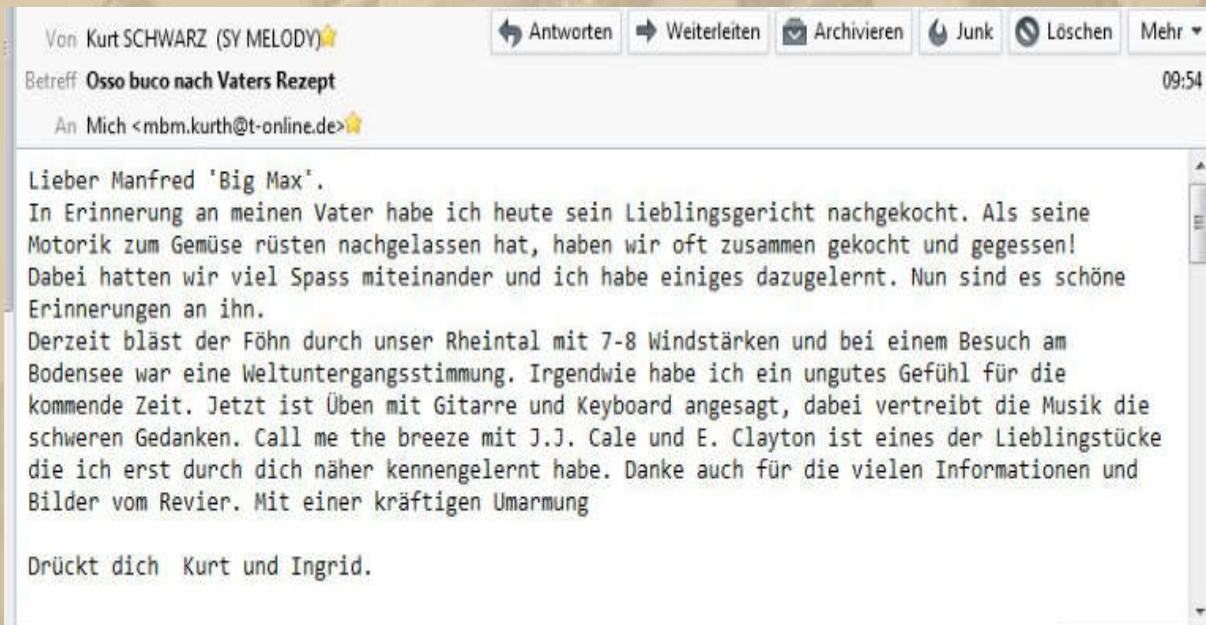 Von Kurt SCHWARZ (SY MELODY) Antworten Weiterleiten Archivieren Junk Löschen Mehr
Betreff Osso buco nach Vaters Rezept 09:54
An Mich <mbm.kurth@t-online.de>
Lieber Manfred 'Big Max'.
In Erinnerung an meinen Vater habe ich heute sein Lieblingsgericht nachgekocht. Als seine
Motorik zum Gemüse rüsten nachgelassen hat, haben wir oft zusammen gekocht und gegessen!
Dabei hatten wir viel Spass miteinander und ich habe einiges dazugelernt. Nun sind es schöne
Erinnerungen an ihn.
Derzeit bläst der Föhn durch unser Rheintal mit 7-8 Windstärken und bei einem Besuch am
Bodensee war eine Weltuntergangsstimmung. Irgendwie habe ich ein ungutes Gefühl für die
kommende Zeit. Jetzt ist Üben mit Gitarre und Keyboard angesagt, dabei vertreibt die Musik die
schweren Gedanken. Call me the breeze mit J.J. Cale und E. Clayton ist eines der Lieblingstücke
die ich erst durch dich näher kennengelernt habe. Danke auch für die vielen Informationen und
Bilder vom Revier. Mit einer kräftigen Umarmung
Drückt dich Kurt und Ingrid.